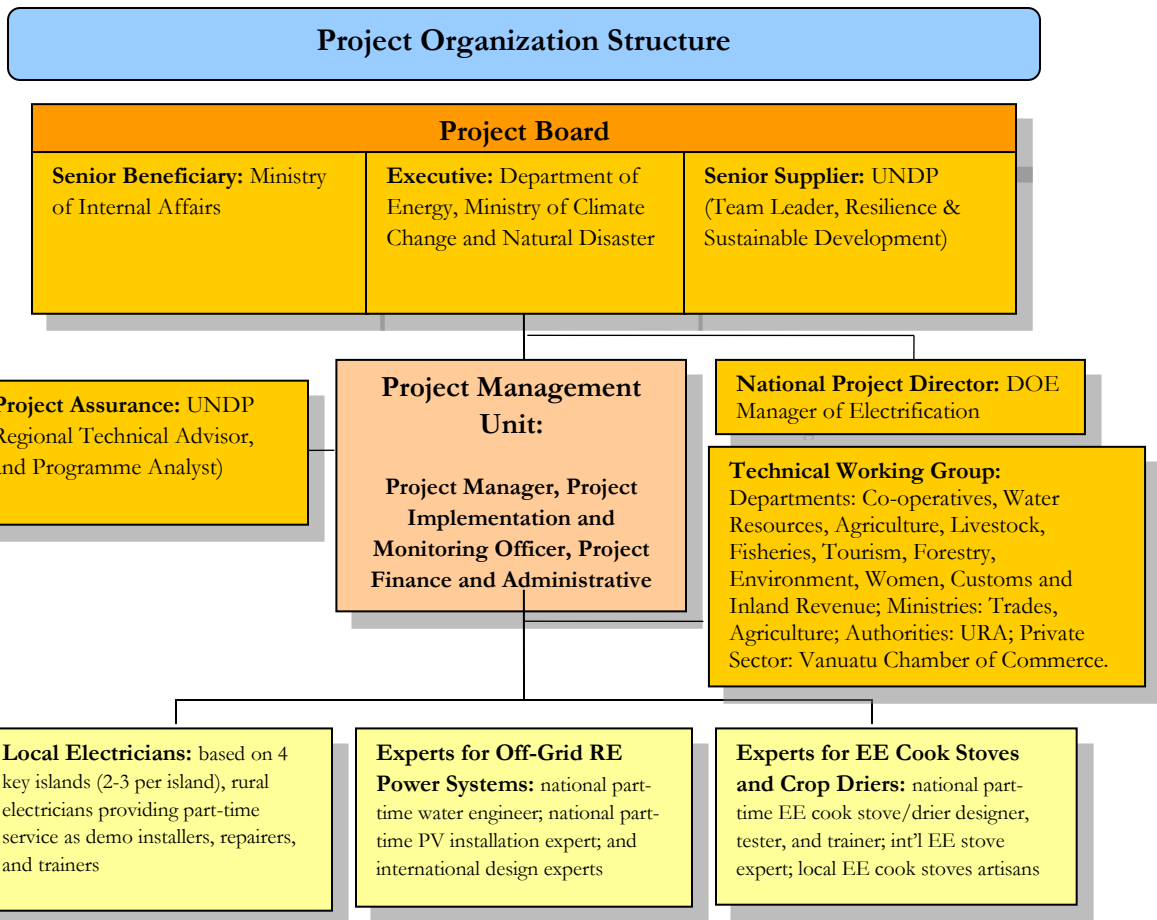 Project Organization Structure
Project Board
Senior Beneficiary: Ministry
of Internal Affairs
Executive: Department of
Energy, Ministry of Climate
Change and Natural Disaster
Senior Supplier: UNDP
(Team Leader, Resilience &
Sustainable Development)
Project Assurance: UNDP
Regional Technical Advisor,
and Programme Analyst)
Project Management
Unit:
Project Manager, Project
Implementation and
Monitoring Officer, Project
Finance and Administrative
National Project Director: DOE
Manager of Electrification
Technical Working Group:
Departments: Co-operatives, Water
Resources, Agriculture, Livestock,
Fisheries, Tourism, Forestry,
Environment, Women, Customs and
Inland Revenue; Ministries: Trades,
Agriculture; Authorities: URA; Private
Sector: Vanuatu Chamber of Commerce.
Local Electricians: based on 4
key islands (2-3 per island), rural
electricians providing part-time
service as demo installers, repairers,
and trainers
Experts for Off-Grid RE
Power Systems: national part-
time water engineer; national part-
time PV installation expert; and
international design experts
Experts for EE Cook Stoves
and Crop Driers: national part-
time EE cook stove/drier designer,
tester, and trainer; int'l EE stove
expert; local EE cook stoves artisans